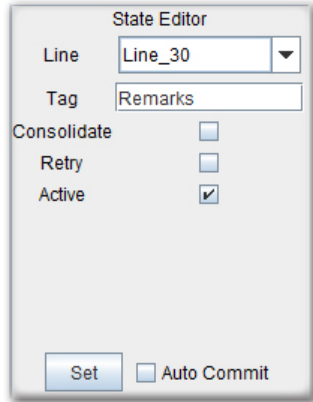 State Editor
Line Line_30
Tag Remarks
Consolidate
Retry
Active
Set Auto Commit